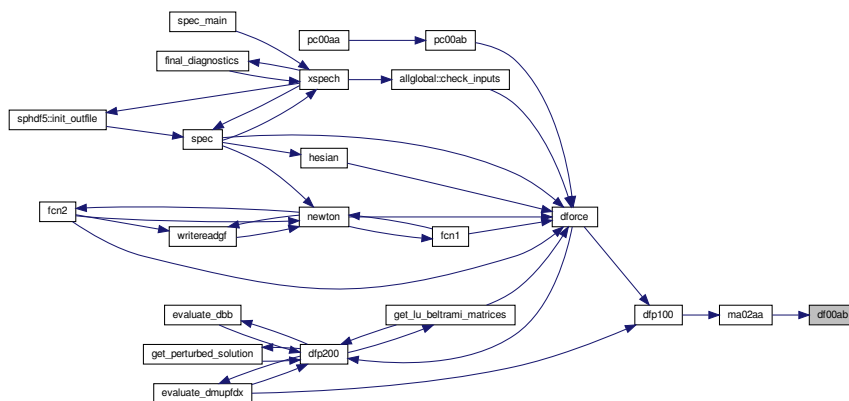 spec_main
pc00aa
pc00ab
final_diagnostics
xspech
allglobal::check_inputs
sphdf5::init_outfile
spec
hesian
fcn2
newton
dforce
writereadgf
fcn1
evaluate_dbb
get_lu_beltrami_matrices
dfp100
ma02aa
df00ab
get_perturbed_solution
dfp200
evaluate_dmupfdx